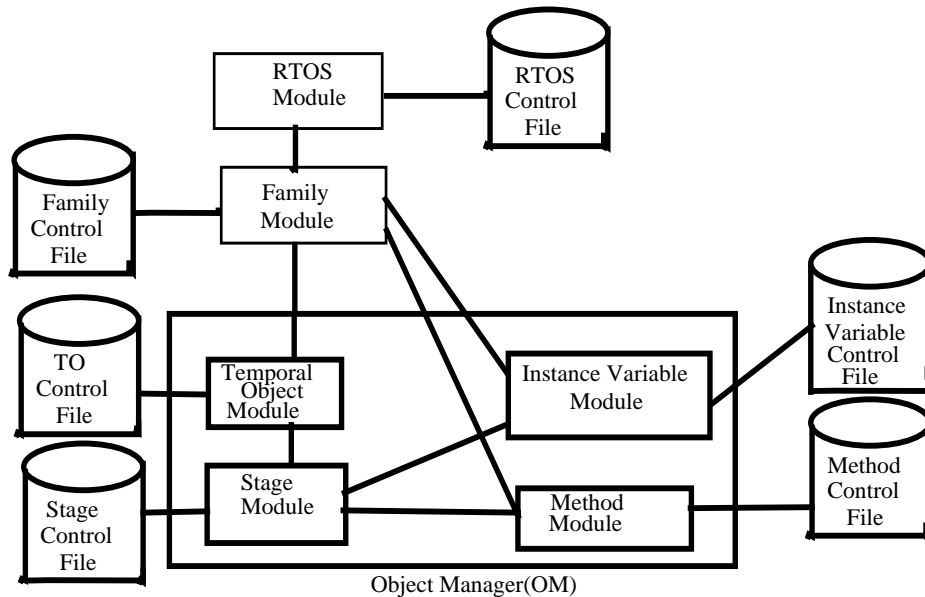 RTOS
Module
RTOS
Control
File
Family
Control
File
Family
Module
TO
Control
File
Temporal
Object
Module
Instance Variable
Module
Instance
Variable
Control
File
Stage
Control
File
Stage
Module
Method
Module
Method
Control
File
Object Manager(OM)